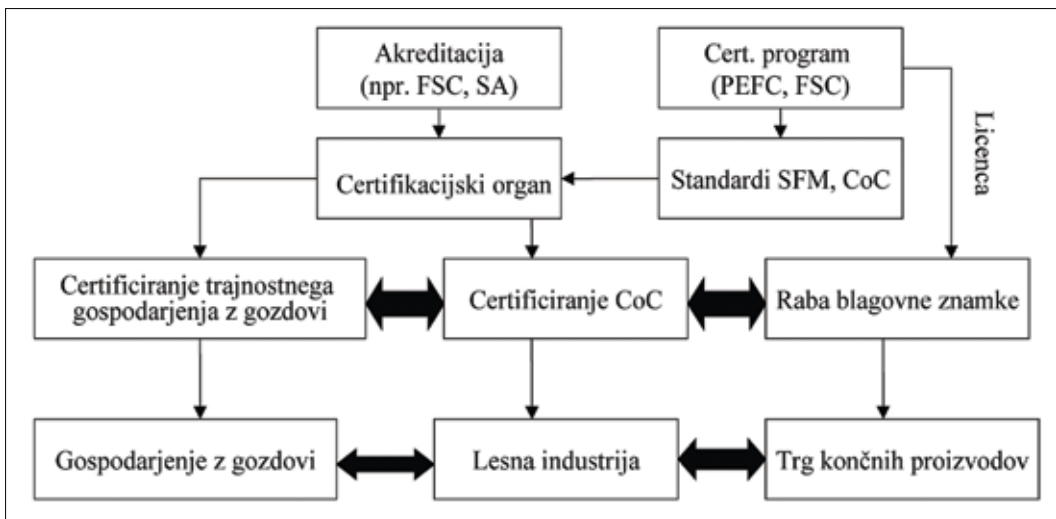 Akreditacija
(npr. FSC, SA)
Cert. program
(PEFC, FSC)
Licenca
Certifikacijski organ
Standardi SFM, CoC
Certificiranje trajnostnega
gospodarjenja z gozdovi
Certificiranje CoC
Raba blagovne znamke
Gospodarjenje z gozdovi
Lesna industrija
Trg končnih proizvodov